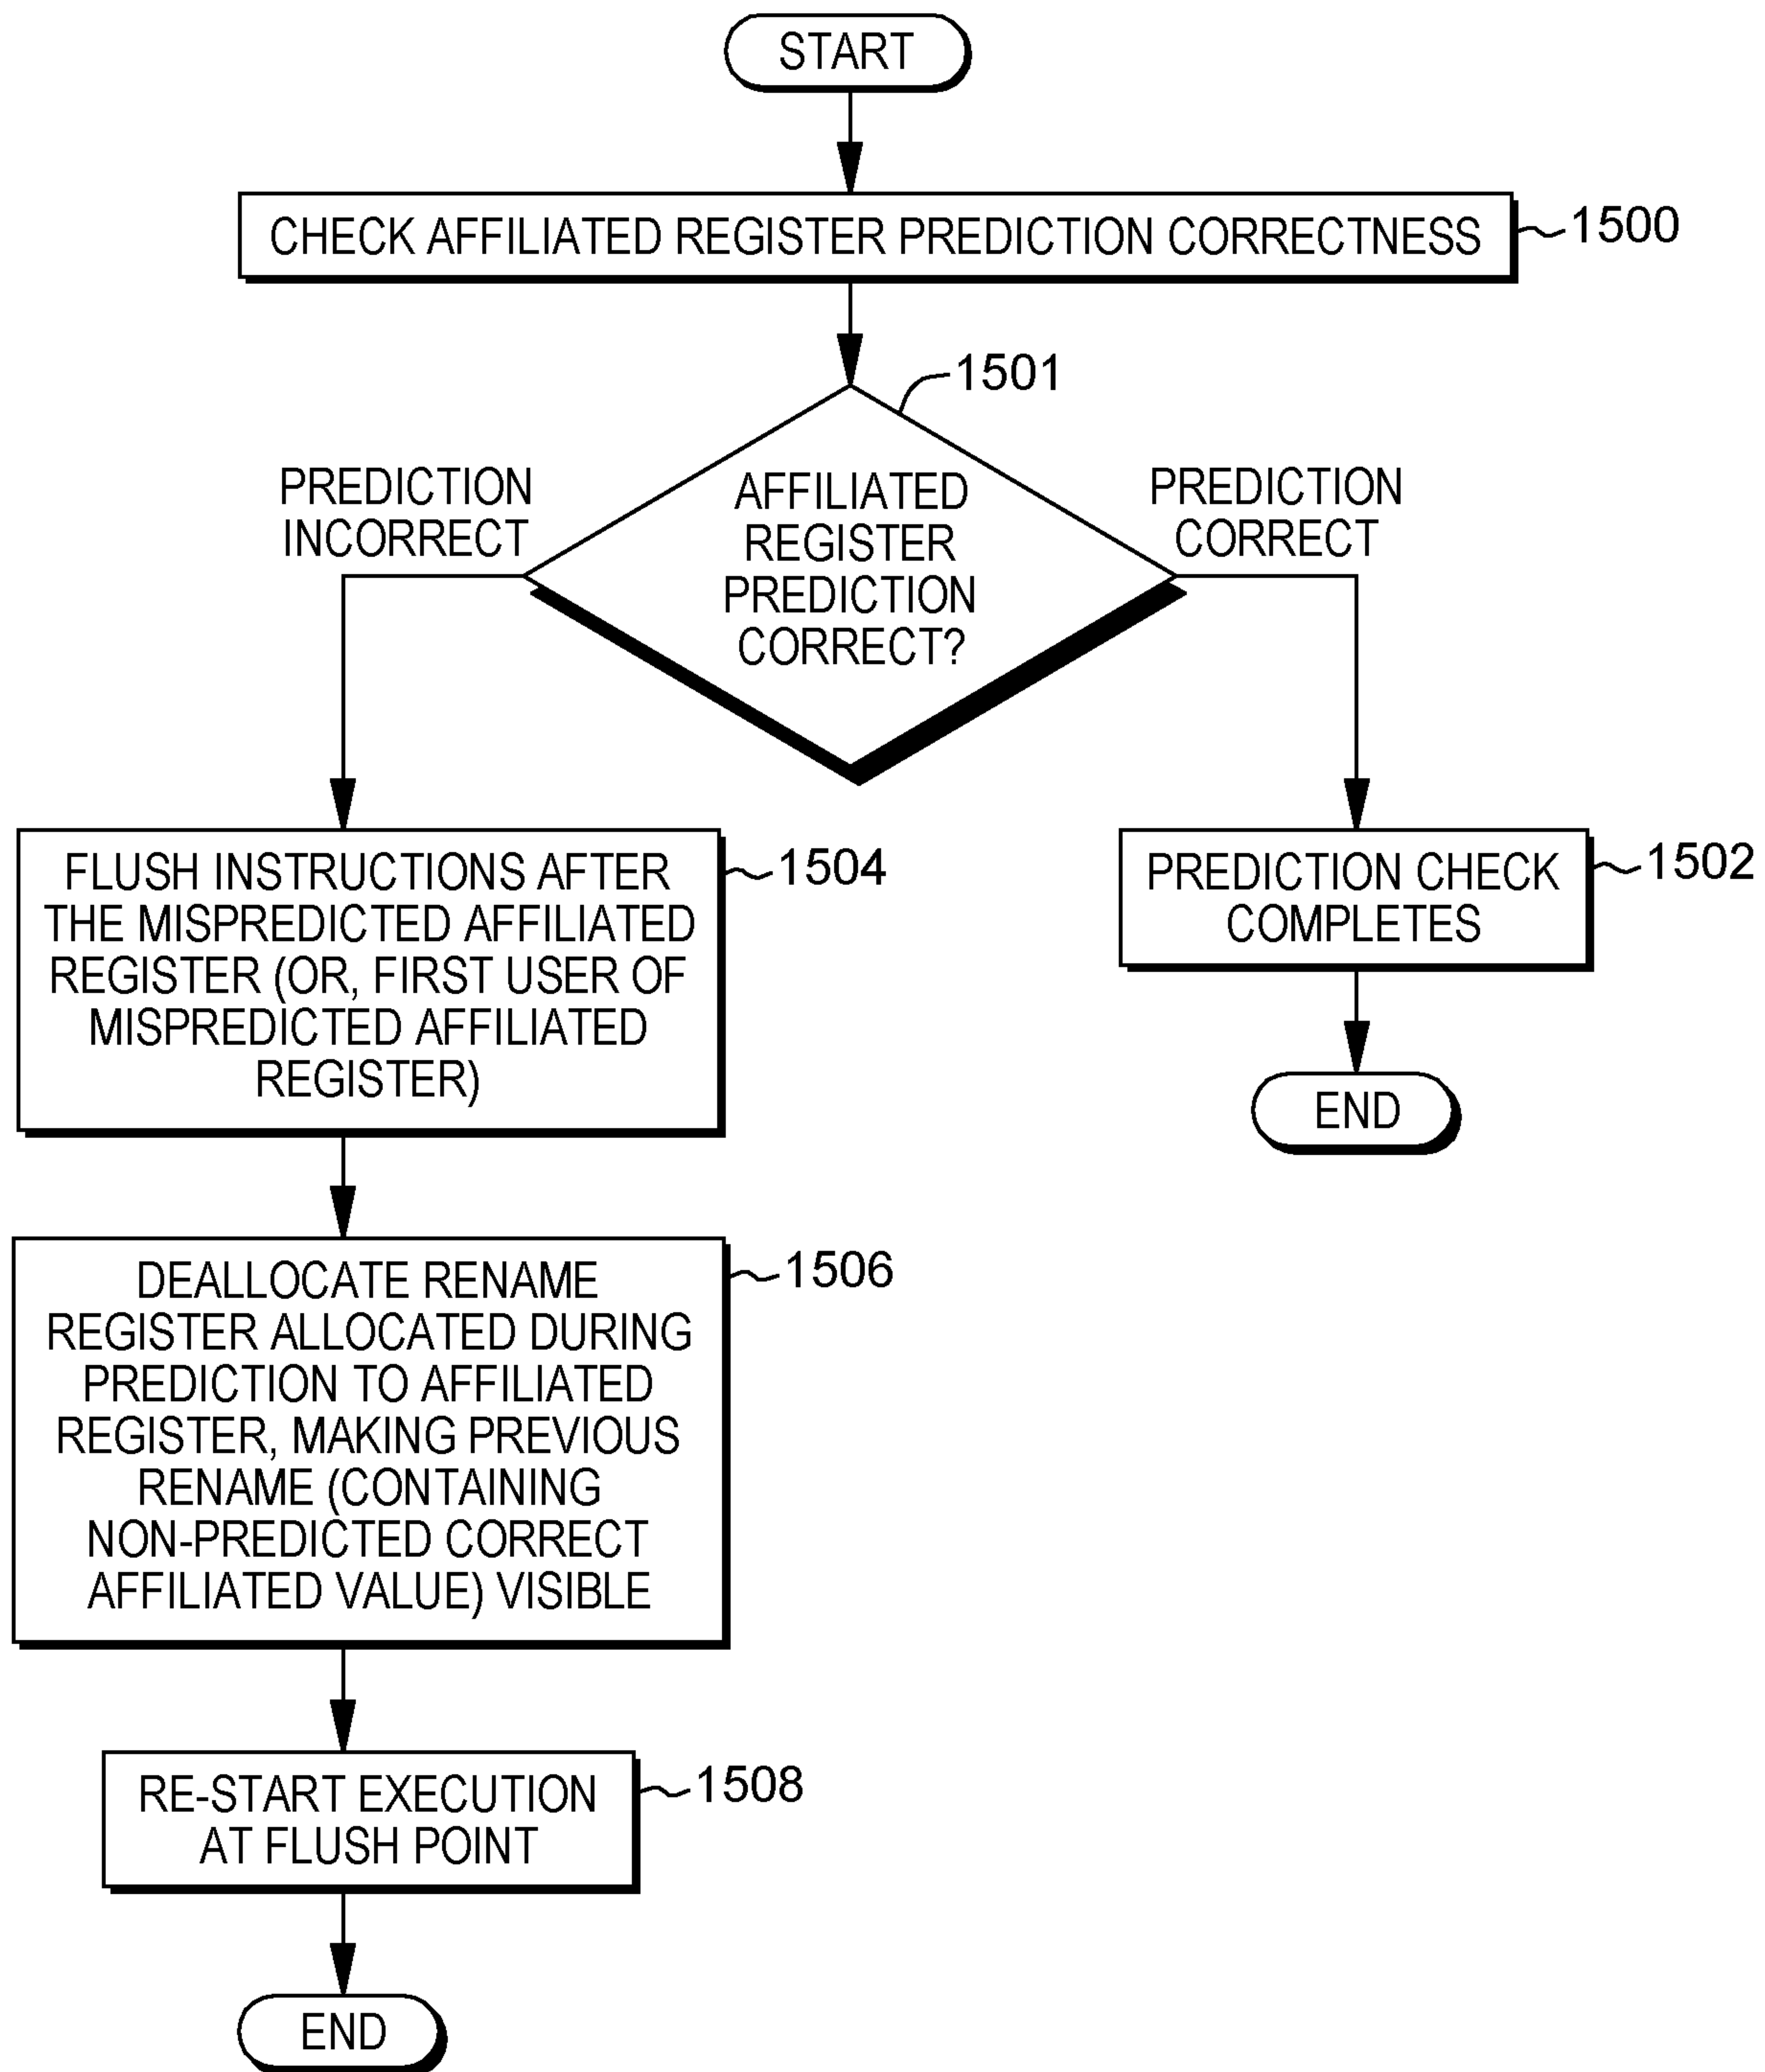 START
CHECK AFFILIATED REGISTER PREDICTION CORRECTNESS
1500
1501
PREDICTION
INCORRECT
AFFILIATED
REGISTER
PREDICTION
CORRECT?
PREDICTION
CORRECT
FLUSH INSTRUCTIONS AFTER
THE MISPREDICTED AFFILIATED
REGISTER (OR, FIRST USER OF
MISPREDICTED AFFILIATED
REGISTER)
1504
PREDICTION CHECK
COMPLETES
1502
END
DEALLOCATE RENAME
REGISTER ALLOCATED DURING
PREDICTION TO AFFILIATED
REGISTER, MAKING PREVIOUS
RENAME (CONTAINING
NON-PREDICTED CORRECT
AFFILIATED VALUE) VISIBLE
1506
RE-START EXECUTION
AT FLUSH POINT
1508
END